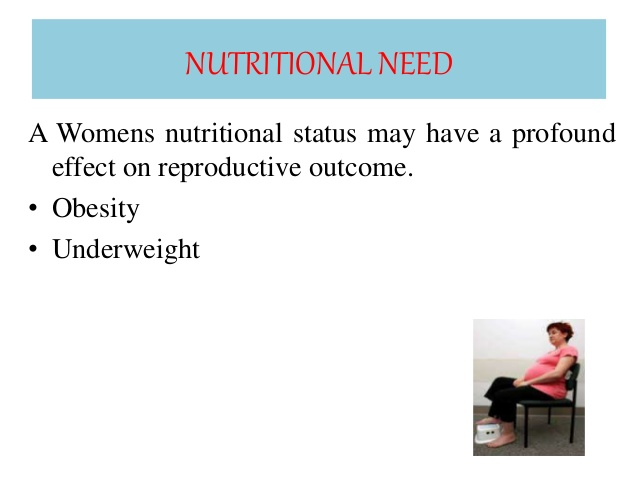 NUTRITIONAL NEED
A Womens nutritional status may have a profound
effect on reproductive outcome.
• Obesity
• Underweight